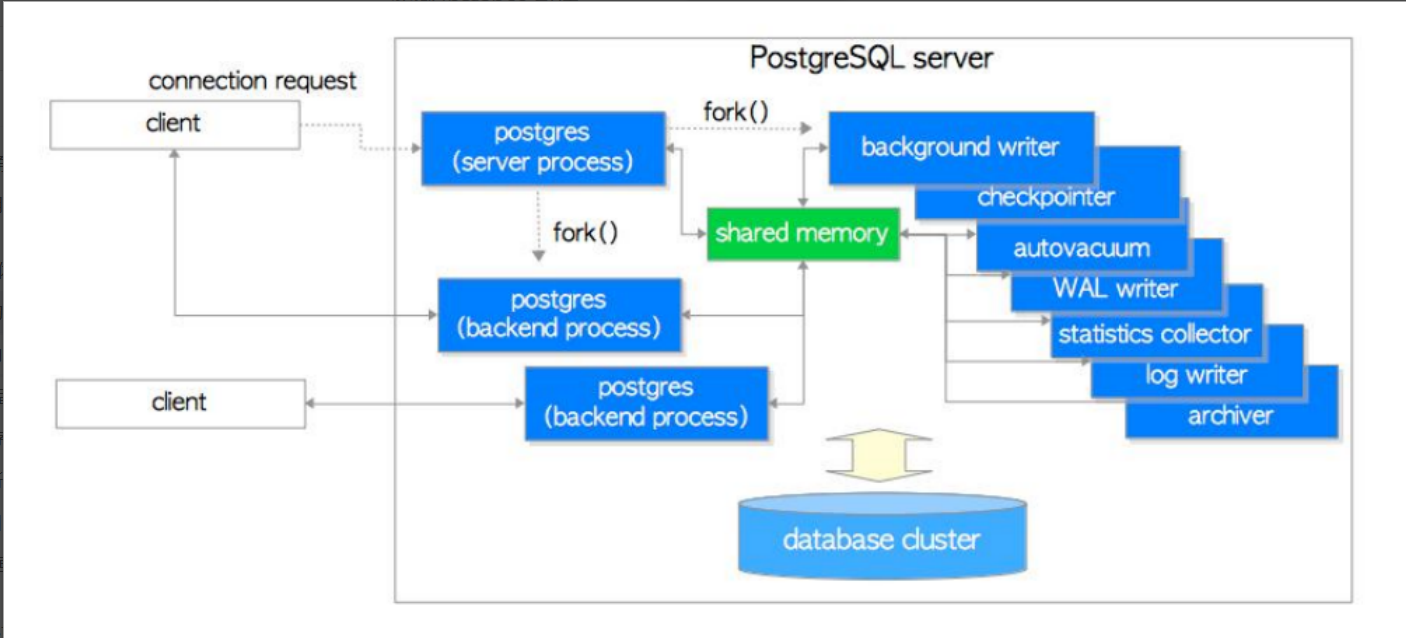 PostgreSQL server
connection request
client
postgres
(server process)
fork()
background writer
checkpointer
fork()
shared memory
autovacuum
postgres
(backend process)
WAL writer
statistics collector
client
postgres
(backend process)
log writer
archiver
database cluster